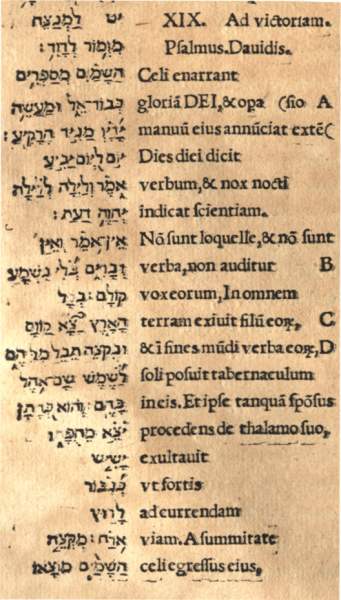 יט לַמְנַצֵּחַ XIX. Ad victoriam.
מִזְמוֹר לְדָוִד: Psalmus. Dauidis.
הַשָּׁמַיִם מְסַפְּרִים Celi enarrant
כְּבוֹד־אֵל וּמַעֲשֵׂה gloriã DEI, & opa (sio A
יָדָיו מַגִּיד הָרָקִיעַ: manuũ eius annũciat extẽ(
יוֹם לְיוֹם יַבִּיעַ Dies diei dicit
אֹמֶר וְלַיְלָה לְּלַיְלָה verbum, & nox nocti
יְחַוֶּה דָּעַת: indicat scientiam.
אֵין־אֹמֶר וְאֵין Nõ sunt loquelle, & nõ sunt
דְּבָרִים בְּלִי נִשְׁמָע verba, non auditur B
קוֹלָם: בְּכָל vox eorum, In omnem
הָאָרֶץ יָצָא קַוָּם terram exiuit filũ eoꝝ, C
וּבִקְצֵה תֵבֵל מִלֵּיהֶם & ĩ fines mũdi verba eoꝝ, D
לַשֶּׁמֶשׁ שָׂם־אֹהֶל soli posuit tabernaculum
בָּהֶם: וְהוּא כְּחָתָן in eis. Et ipse tanquã spõsus
יֹצֵא procedens de thalamo suo,
יָשִׂישׂ exultauit
כְּגִבּוֹר vt fortis
לָרוּץ ad currendam
אֹרַח: מִקְצֵה viam. A summitate
הַשָּׁמַיִם מוֹצָאוֹ celi egressus eius,